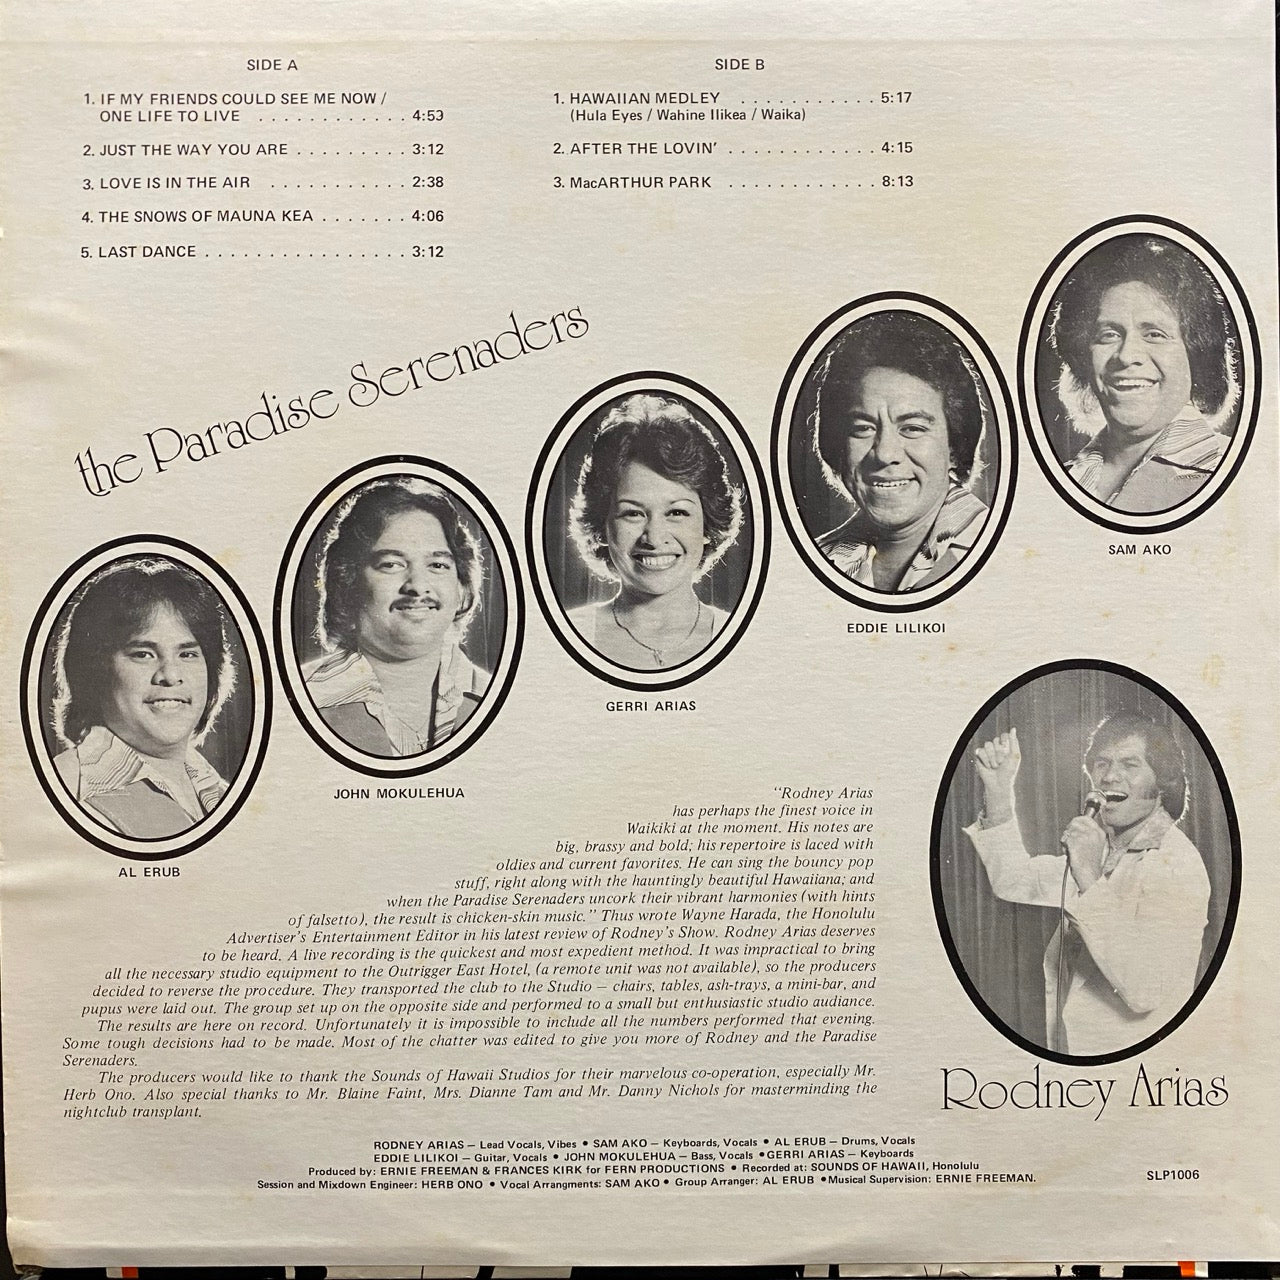 SIDE A
1. IF MY FRIENDS COULD SEE ME NOW /
ONE LIFE TO LIVE . . . . . . . . . . . . 4:53
2. JUST THE WAY YOU ARE . . . . . . . . . 3:12
3. LOVE IS IN THE AIR . . . . . . . . . . . 2:38
4. THE SNOWS OF MAUNA KEA . . . . . . . 4:06
5. LAST DANCE . . . . . . . . . . . . . . . . 3:12
SIDE B
1. HAWAIIAN MEDLEY . . . . . . . . . . . 5:17
(Hula Eyes / Wahine Ilikea / Waika)
2. AFTER THE LOVIN' . . . . . . . . . . . . 4:15
3. MacARTHUR PARK . . . . . . . . . . . . 8:13
the Paradise Serenaders
SAM AKO
EDDIE LILIKOI
GERRI ARIAS
JOHN MOKULEHUA
AL ERUB
"Rodney Arias
has perhaps the finest voice in
Waikiki at the moment. His notes are
big, brassy and bold; his repertoire is laced with
oldies and current favorites. He can sing the bouncy pop
stuff, right along with the hauntingly beautiful Hawaiiana; and
when the Paradise Serenaders uncork their vibrant harmonies (with hints
of falsetto), the result is chicken-skin music." Thus wrote Wayne Harada, the Honolulu
Advertiser's Entertainment Editor in his latest review of Rodney's Show. Rodney Arias deserves
to be heard. A live recording is the quickest and most expedient method. It was impractical to bring
all the necessary studio equipment to the Outrigger East Hotel, (a remote unit was not available), so the producers
decided to reverse the procedure. They transported the club to the Studio — chairs, tables, ash-trays, a mini-bar, and
pupus were laid out. The group set up on the opposite side and performed to a small but enthusiastic studio audiance.
The results are here on record. Unfortunately it is impossible to include all the numbers performed that evening.
Some tough decisions had to be made. Most of the chatter was edited to give you more of Rodney and the Paradise
Serenaders.
The producers would like to thank the Sounds of Hawaii Studios for their marvelous co-operation, especially Mr.
Herb Ono. Also special thanks to Mr. Blaine Faint, Mrs. Dianne Tam and Mr. Danny Nichols for masterminding the
nightclub transplant.
Rodney Arias
RODNEY ARIAS — Lead Vocals, Vibes • SAM AKO — Keyboards, Vocals • AL ERUB — Drums, Vocals
EDDIE LILIKOI — Guitar, Vocals • JOHN MOKULEHUA — Bass, Vocals • GERRI ARIAS — Keyboards
Produced by: ERNIE FREEMAN & FRANCES KIRK for FERN PRODUCTIONS • Recorded at: SOUNDS OF HAWAII, Honolulu
Session and Mixdown Engineer: HERB ONO • Vocal Arrangments: SAM AKO • Group Arranger: AL ERUB • Musical Supervision: ERNIE FREEMAN.
SLP1006